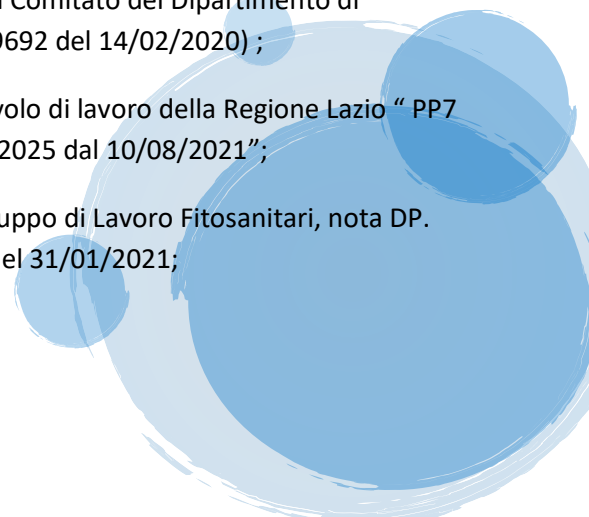 Comitato del Dipartimento di
9692 del 14/02/2020) ;
volo di lavoro della Regione Lazio “ PP7
2025 dal 10/08/2021”;
uppo di Lavoro Fitosanitari, nota DP.
el 31/01/2021;